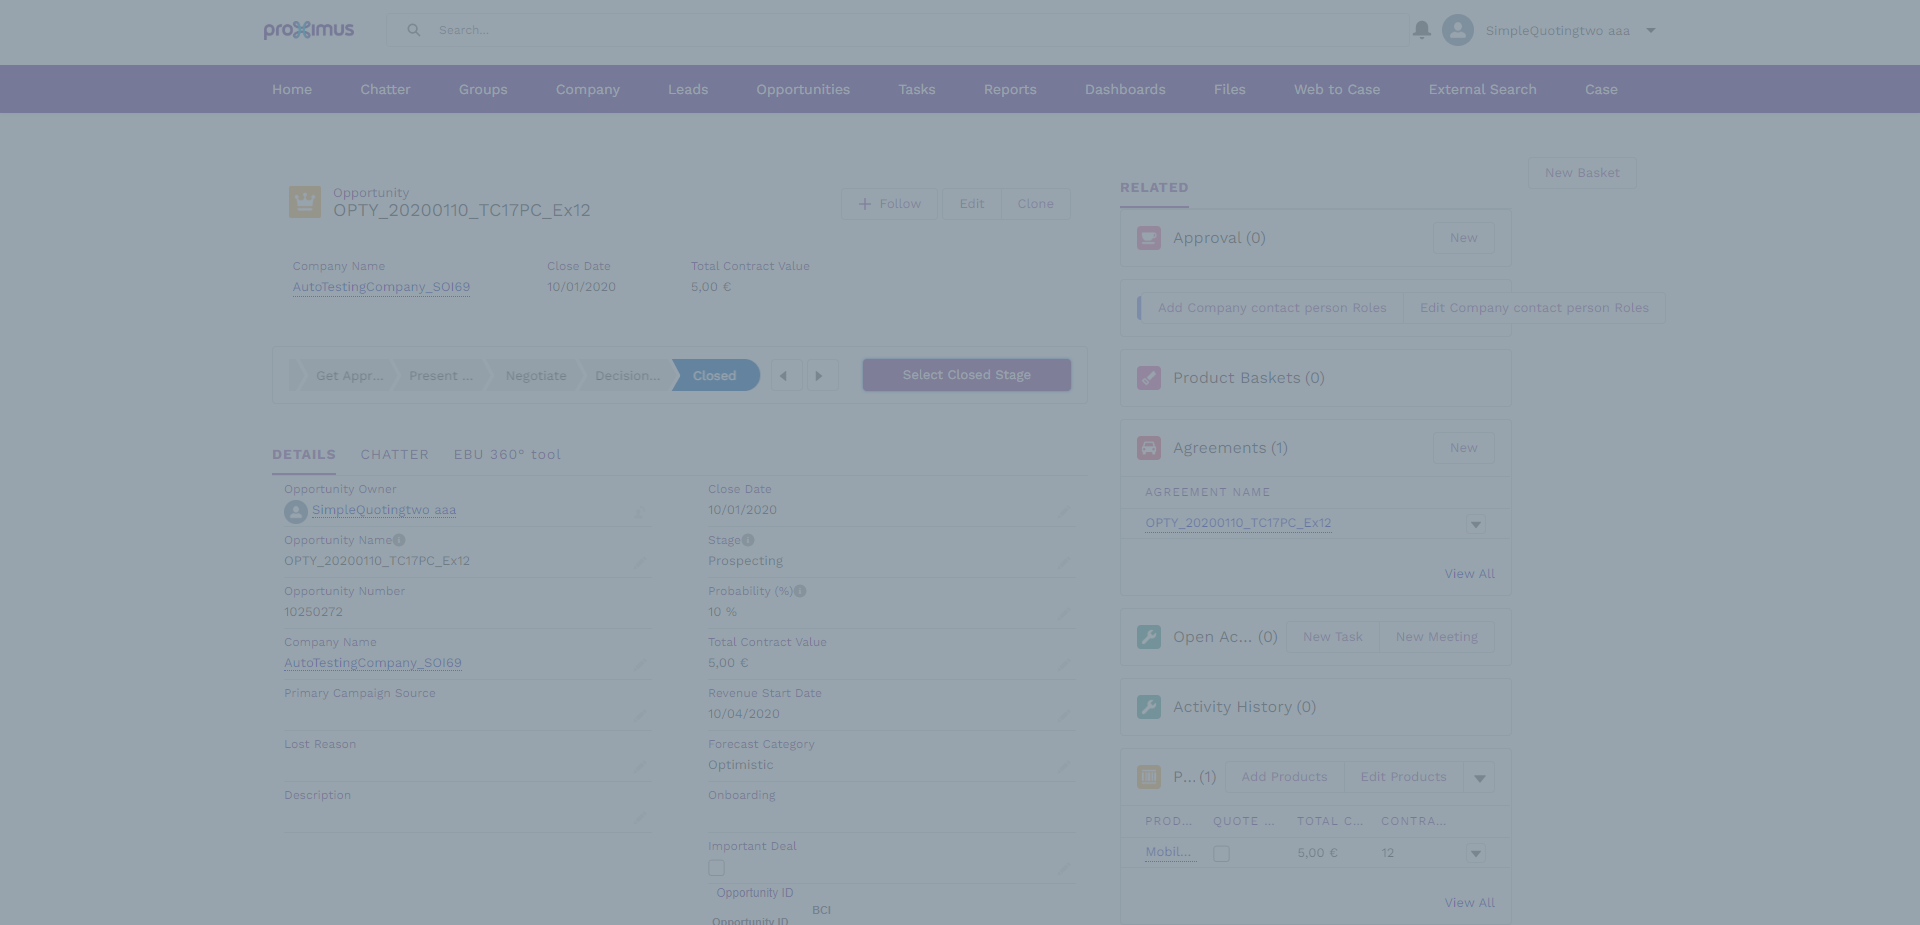 proximus
Search...
SimpleQuotingtwo aaa
Home Chatter Groups Company Leads Opportunities Tasks Reports Dashboards Files Web to Case External Search Case
New Basket
Opportunity
OPTY_20200110_TC17PC_Ex12
Follow Edit Clone
Company Name Close Date Total Contract Value
AutoTestingCompany_SOI69 10/01/2020 5,00 €
Get Appr... Present ... Negotiate Decision... Closed
Select Closed Stage
DETAILS CHATTER EBU 360° tool
Opportunity Owner
SimpleQuotingtwo aaa
Opportunity Name
OPTY_20200110_TC17PC_Ex12
Opportunity Number
10250272
Company Name
AutoTestingCompany_SOI69
Primary Campaign Source
Lost Reason
Description
Close Date
10/01/2020
Stage
Prospecting
Probability (%)
10 %
Total Contract Value
5,00 €
Revenue Start Date
10/04/2020
Forecast Category
Optimistic
Onboarding
Important Deal
Opportunity ID
BCI
Opportunity ID
RELATED
Approval (0) New
Add Company contact person Roles Edit Company contact person Roles
Product Baskets (0)
Agreements (1) New
AGREEMENT NAME
OPTY_20200110_TC17PC_Ex12
View All
Open Ac... (0) New Task New Meeting
Activity History (0)
P... (1) Add Products Edit Products
PROD... QUOTE ... TOTAL C... CONTRA...
Mobil... 5,00 € 12
View All